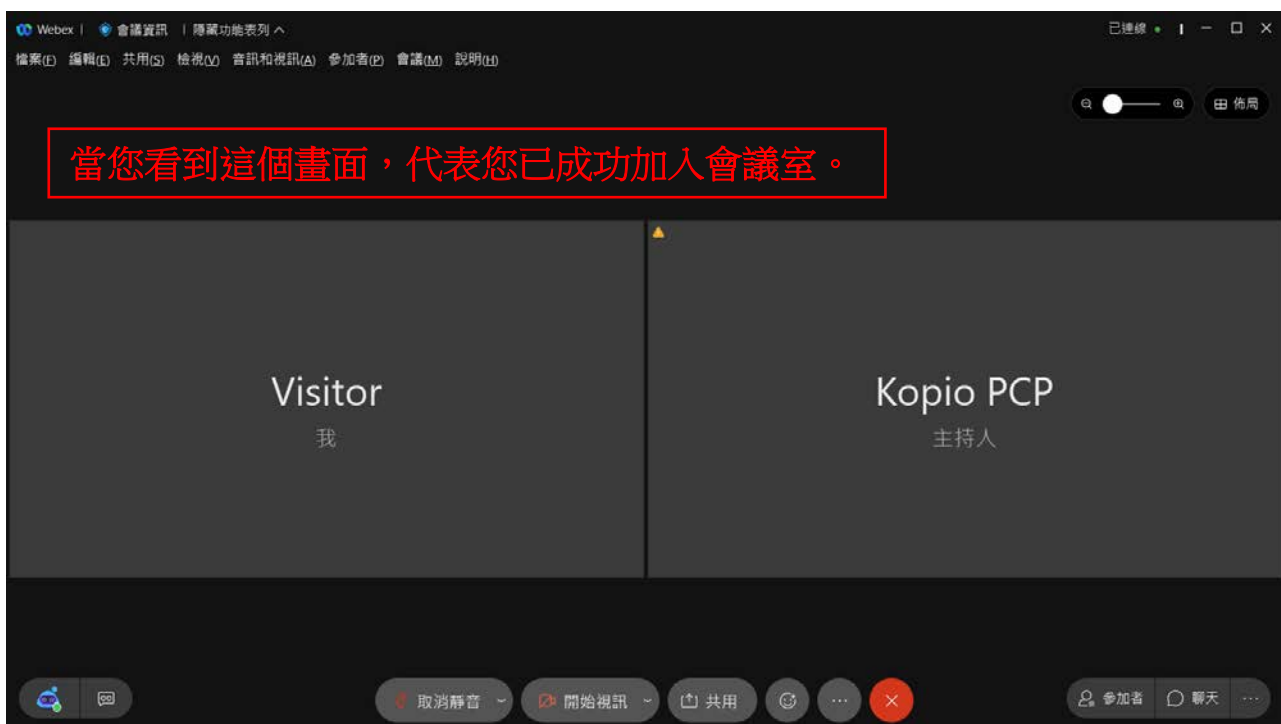 Webex | 會議資訊 | 隱藏功能表列 已連線
檔案(F) 編輯(E) 共用(S) 檢視(V) 音訊和視訊(A) 參加者(P) 會議(M) 說明(H)
佈局
當您看到這個畫面，代表您已成功加入會議室。
Visitor
我
Kopio PCP
主持人
取消靜音 開始視訊 共用 參加者 聊天